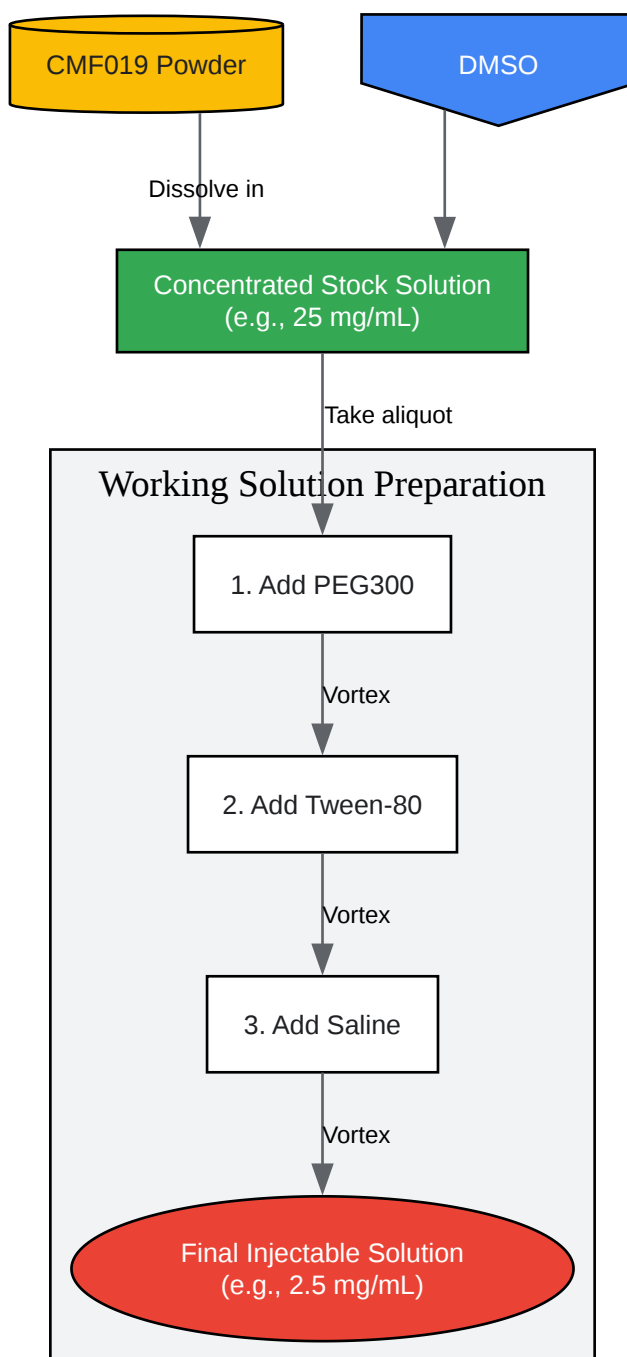 CMF019 Powder
DMSO
Dissolve in
Concentrated Stock Solution
(e.g., 25 mg/mL)
Take aliquot
Working Solution Preparation
1. Add PEG300
Vortex
2. Add Tween-80
Vortex
3. Add Saline
Vortex
Final Injectable Solution
(e.g., 2.5 mg/mL)